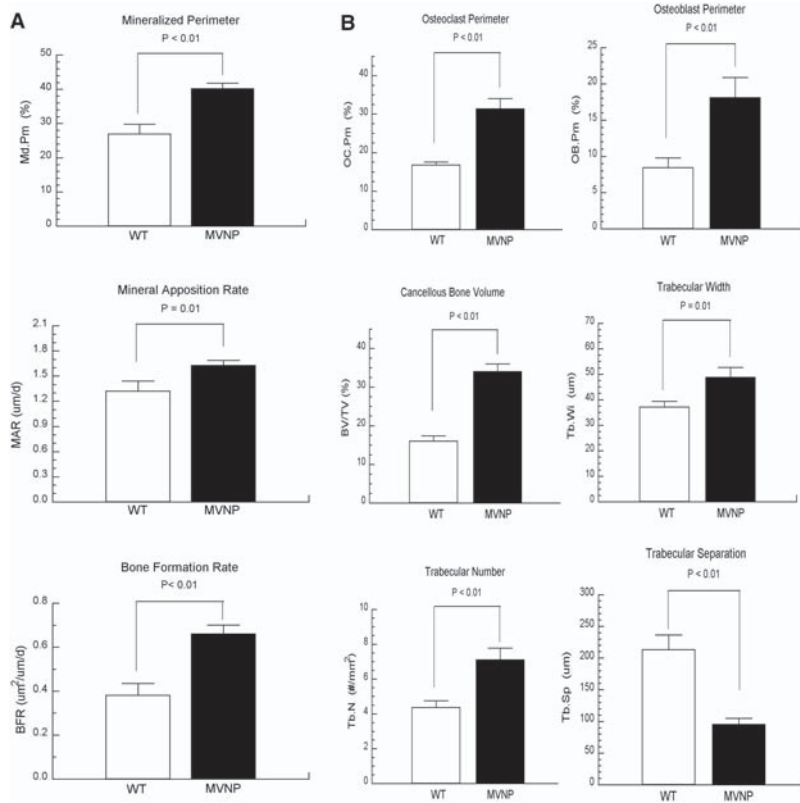 A
Mineralized Perimeter
P < 0.01
Md.Pm (%)
50
40
30
20
10
0
WT
MVNP
Mineral Apposition Rate
P = 0.01
MAR (um/d)
2.1
1.8
1.5
1.2
0.9
0.6
0.3
0.0
WT
MVNP
Bone Formation Rate
P< 0.01
BFR (um²/um/d)
0.8
0.6
0.4
0.2
0.0
WT
MVNP
B
Osteoclast Perimeter
P < 0.01
OC.Pm (%)
40
30
20
10
0
WT
MVNP
Osteoblast Perimeter
P < 0.01
OB.Pm (%)
25
20
15
10
5
0
WT
MVNP
Cancellous Bone Volume
P < 0.01
BV/TV (%)
40
30
20
10
0
WT
MVNP
Trabecular Width
P = 0.01
Tb.Wi (um)
70
60
50
40
30
20
10
0
WT
MVNP
Trabecular Number
P < 0.01
Tb.N (#/mm²)
10
8
6
4
2
0
WT
MVNP
Trabecular Separation
P < 0.01
Tb.Sp (um)
300
250
200
150
100
50
0
WT
MVNP